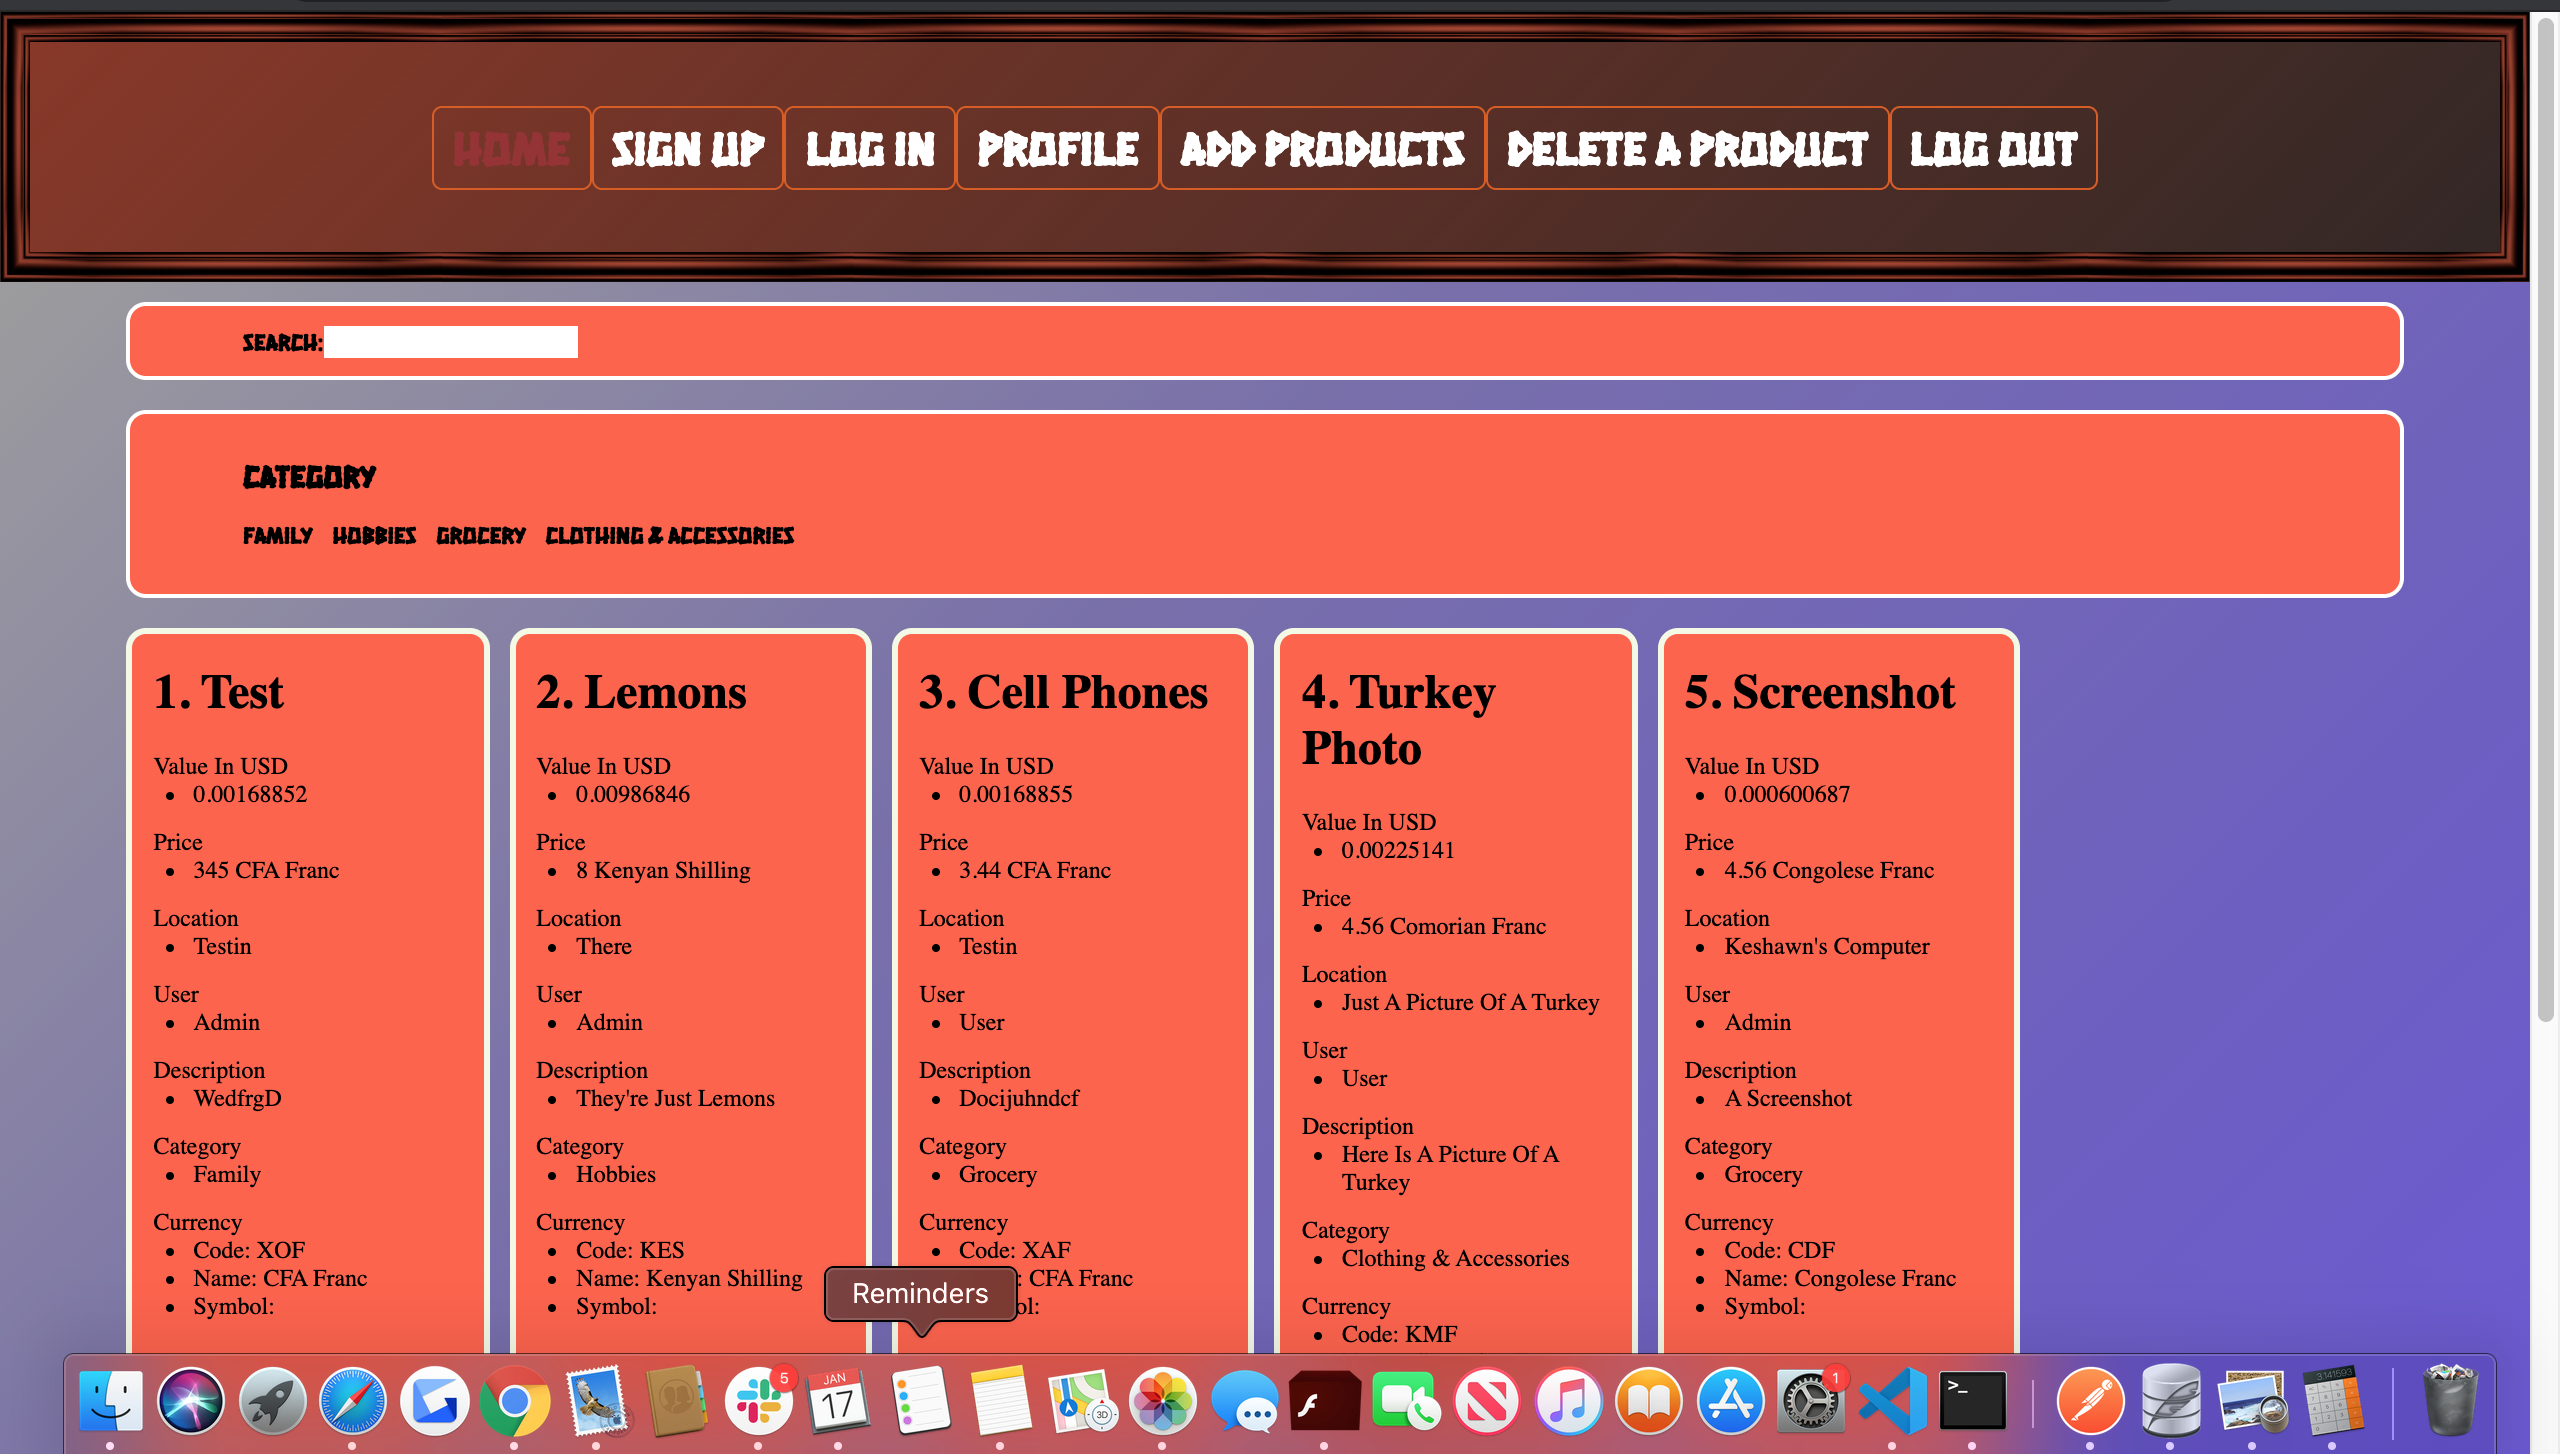 HOME SIGN UP LOG IN PROFILE ADD PRODUCTS DELETE A PRODUCT LOG OUT
SEARCH:
CATEGORY
FAMILY HOBBIES GROCERY CLOTHING & ACCESSORIES
1. Test
Value In USD
0.00168852
Price
345 CFA Franc
Location
Testin
User
Admin
Description
WedfrgD
Category
Family
Currency
Code: XOF
Name: CFA Franc
Symbol:
2. Lemons
Value In USD
0.00986846
Price
8 Kenyan Shilling
Location
There
User
Admin
Description
They're Just Lemons
Category
Hobbies
Currency
Code: KES
Name: Kenyan Shilling
Symbol:
3. Cell Phones
Value In USD
0.00168855
Price
3.44 CFA Franc
Location
Testin
User
User
Description
Docijuhndcf
Category
Grocery
Currency
Code: XAF
: CFA Franc
ol:
4. Turkey
Photo
Value In USD
0.00225141
Price
4.56 Comorian Franc
Location
Just A Picture Of A Turkey
User
User
Description
Here Is A Picture Of A
Turkey
Category
Clothing & Accessories
Currency
Code: KMF
5. Screenshot
Value In USD
0.000600687
Price
4.56 Congolese Franc
Location
Keshawn's Computer
User
Admin
Description
A Screenshot
Category
Grocery
Currency
Code: CDF
Name: Congolese Franc
Symbol:
Reminders
5
JAN
17
3D
1
>_
3.141593